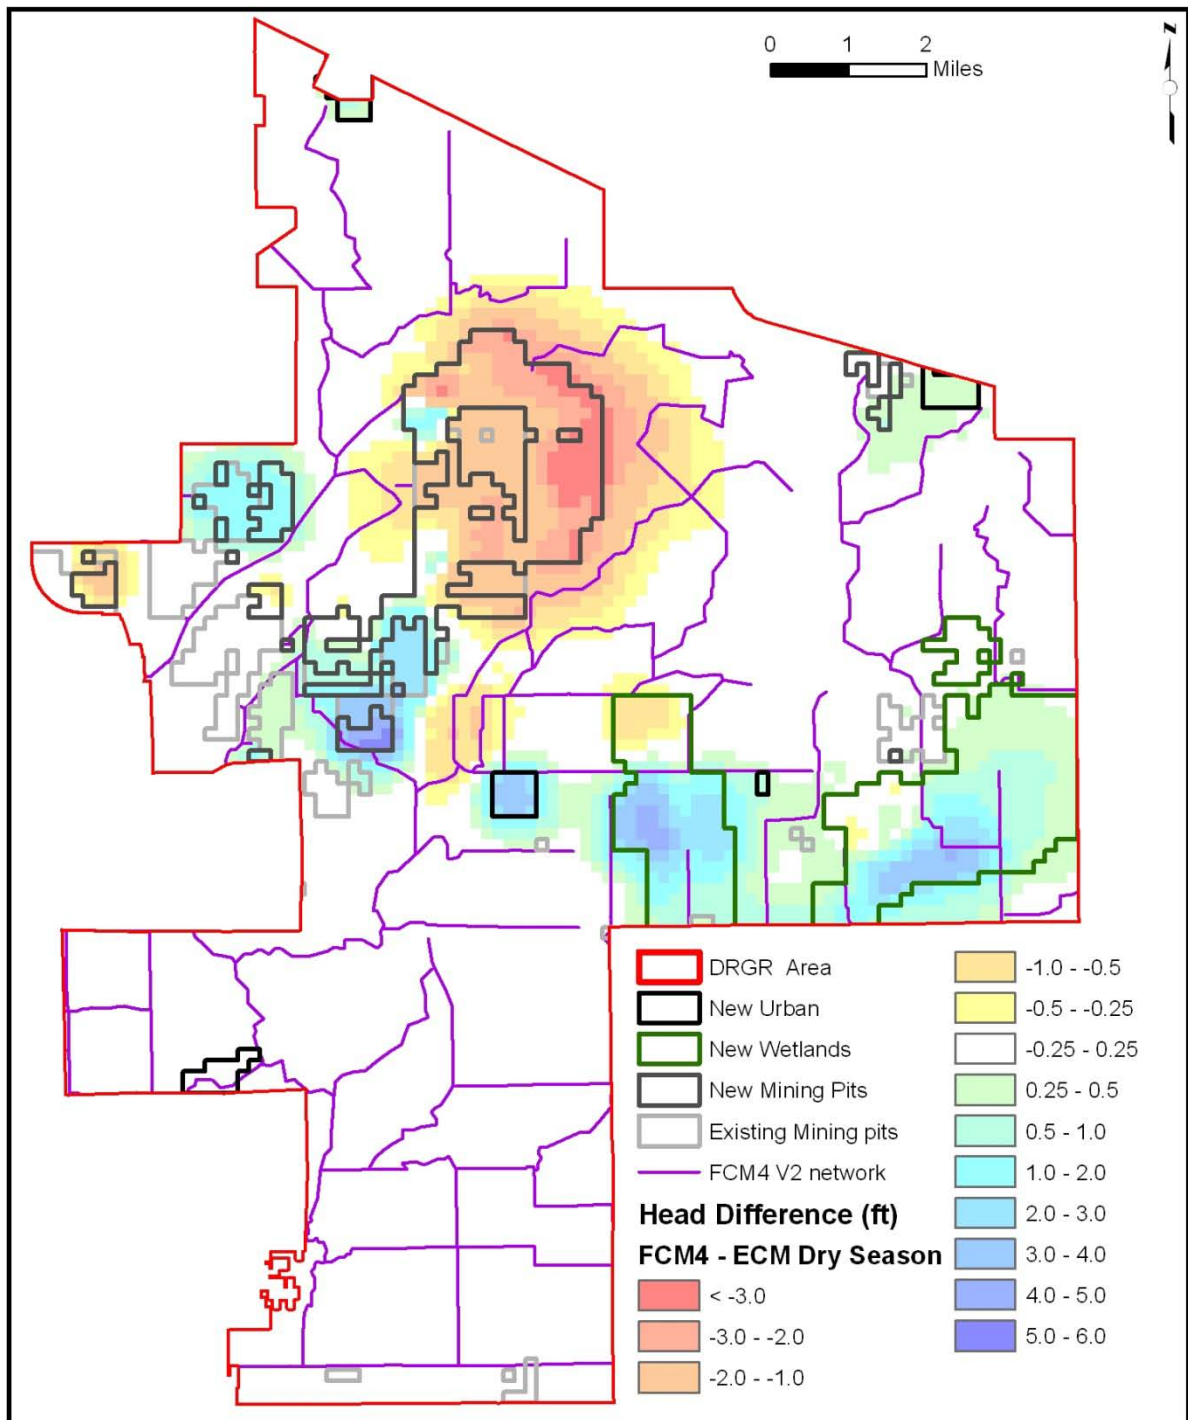 z
0 1 2
Miles
DRGR Area
New Urban
New Wetlands
New Mining Pits
Existing Mining pits
FCM4 V2 network
Head Difference (ft)
FCM4 - ECM Dry Season
< -3.0
-3.0 - -2.0
-2.0 - -1.0
-1.0 - -0.5
-0.5 - -0.25
-0.25 - 0.25
0.25 - 0.5
0.5 - 1.0
1.0 - 2.0
2.0 - 3.0
3.0 - 4.0
4.0 - 5.0
5.0 - 6.0